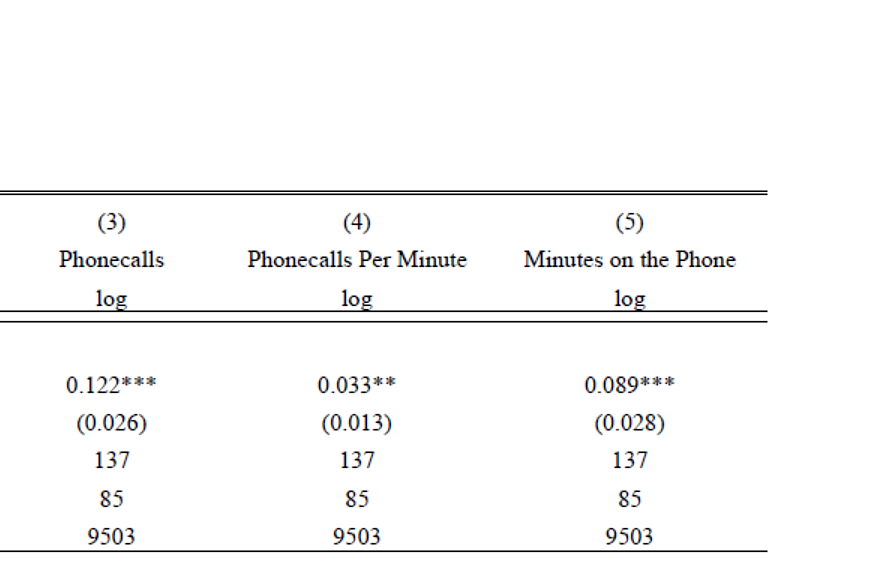 (3) (4) (5)
Phonecalls Phonecalls Per Minute Minutes on the Phone
log log log
0.122*** 0.033** 0.089***
(0.026) (0.013) (0.028)
137 137 137
85 85 85
9503 9503 9503